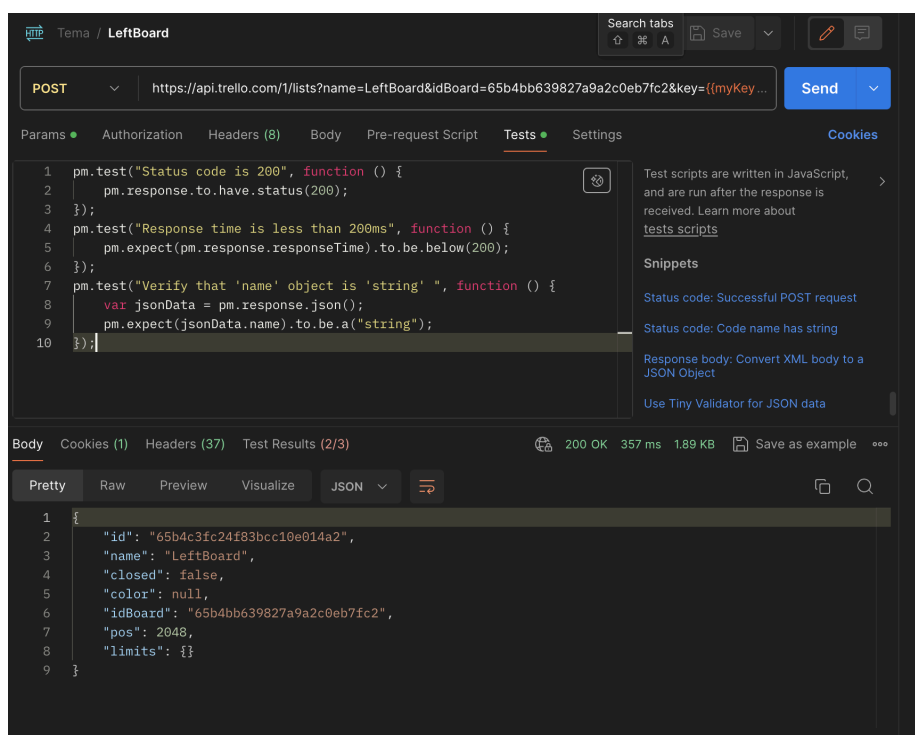 HTTP Tema / LeftBoard
Search tabs
⇧ ⌘ A
Save
POST https://api.trello.com/1/lists?name=LeftBoard&idBoard=65b4bb639827a9a2c0eb7fc2&key={{myKey... Send
Params Authorization Headers (8) Body Pre-request Script Tests Settings Cookies
1 pm.test("Status code is 200", function () {
2 pm.response.to.have.status(200);
3 });
4 pm.test("Response time is less than 200ms", function () {
5 pm.expect(pm.response.responseTime).to.be.below(200);
6 });
7 pm.test("Verify that 'name' object is 'string' ", function () {
8 var jsonData = pm.response.json();
9 pm.expect(jsonData.name).to.be.a("string");
10 });
Test scripts are written in JavaScript,
and are run after the response is
received. Learn more about
tests scripts
Snippets
Status code: Successful POST request
Status code: Code name has string
Response body: Convert XML body to a
JSON Object
Use Tiny Validator for JSON data
Body Cookies (1) Headers (37) Test Results (2/3) 200 OK 357 ms 1.89 KB Save as example
Pretty Raw Preview Visualize JSON
1 {
2 "id": "65b4c3fc24f83bcc10e014a2",
3 "name": "LeftBoard",
4 "closed": false,
5 "color": null,
6 "idBoard": "65b4bb639827a9a2c0eb7fc2",
7 "pos": 2048,
8 "limits": {}
9 }